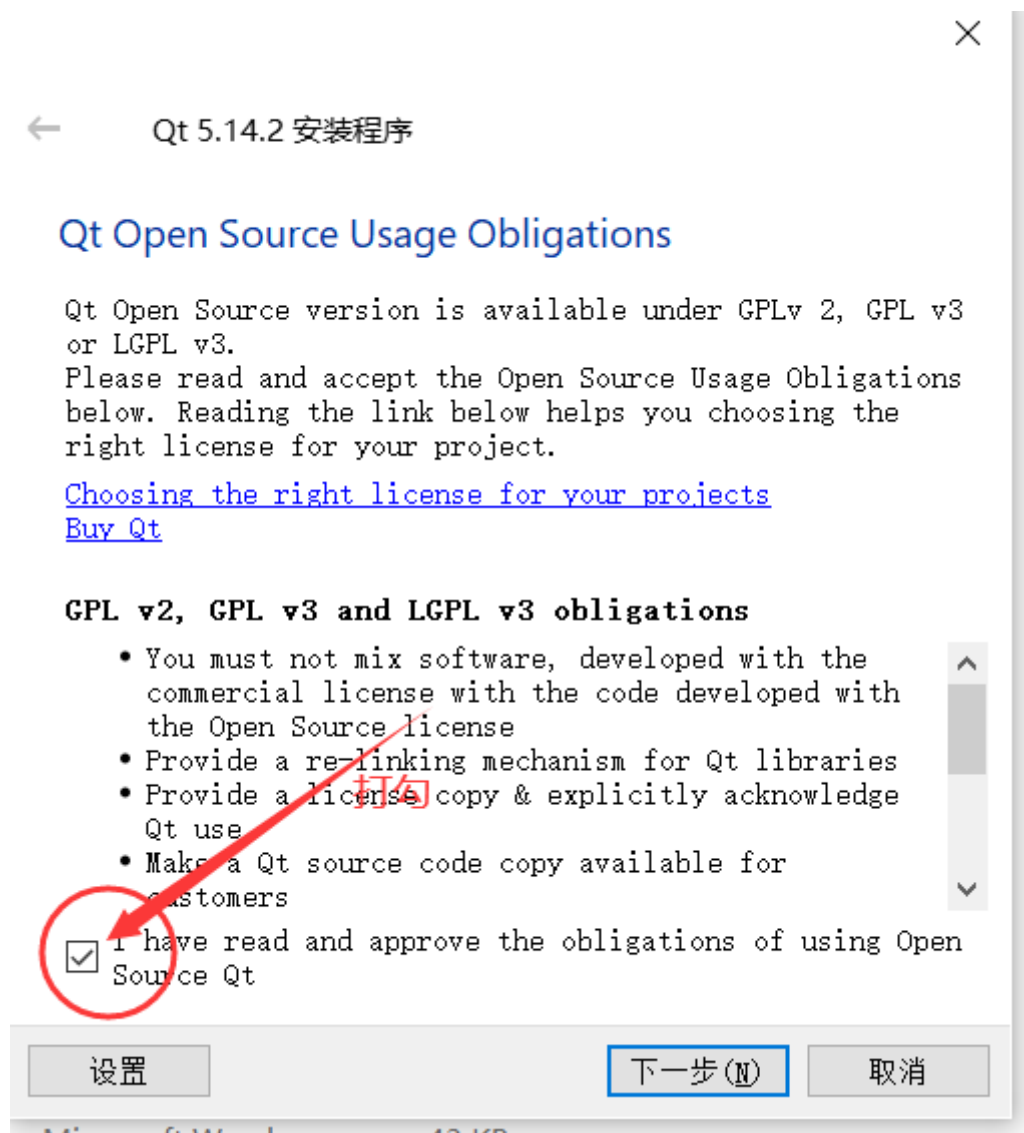 Qt 5.14.2 安装程序
Qt Open Source Usage Obligations
Qt Open Source version is available under GPLv 2, GPL v3
or LGPL v3.
Please read and accept the Open Source Usage Obligations
below. Reading the link below helps you choosing the
right license for your project.
Choosing the right license for your projects
Buy Qt
GPL v2, GPL v3 and LGPL v3 obligations
• You must not mix software, developed with the
commercial license with the code developed with
the Open Source license
• Provide a re-linking mechanism for Qt libraries
• Provide a license copy & explicitly acknowledge
打勾
Qt use
• Make a Qt source code copy available for
customers
I have read and approve the obligations of using Open
Source Qt
设置
下一步(N)
取消